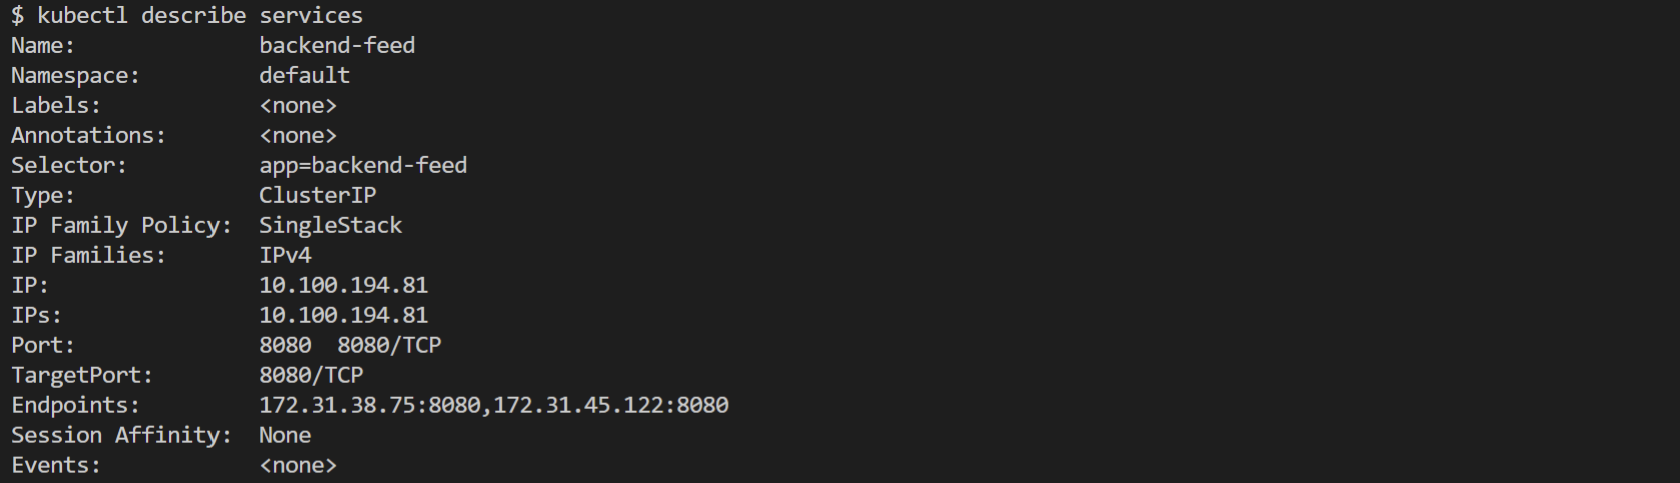 $ kubectl describe services
Name:              backend-feed
Namespace:         default
Labels:            <none>
Annotations:       <none>
Selector:          app=backend-feed
Type:              ClusterIP
IP Family Policy:  SingleStack
IP Families:       IPv4
IP:                10.100.194.81
IPs:               10.100.194.81
Port:              8080  8080/TCP
TargetPort:        8080/TCP
Endpoints:         172.31.38.75:8080,172.31.45.122:8080
Session Affinity:  None
Events:            <none>